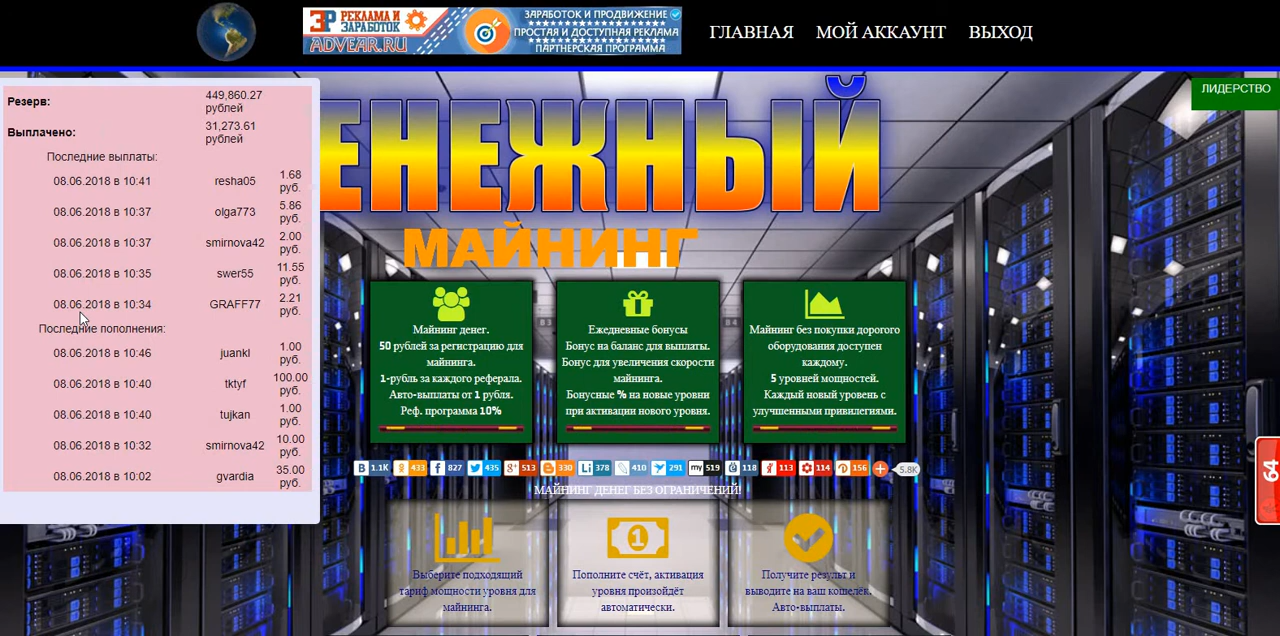 ЗР РЕКЛАМА И ЗАРАБОТОК
ADVEAR.RU
ЗАРАБОТОК И ПРОДВИЖЕНИЕ
ПРОСТАЯ И ДОСТУПНАЯ РЕКЛАМА
ПАРТНЕРСКАЯ ПРОГРАММА
ГЛАВНАЯ МОЙ АККАУНТ ВЫХОД
ЛИДЕРСТВО
Резерв: 449,860.27 рублей
Выплачено: 31,273.61 рублей
Последние выплаты:
08.06.2018 в 10:41 resha05 1.68 руб.
08.06.2018 в 10:37 olga773 5.86 руб.
08.06.2018 в 10:37 smirnova42 2.00 руб.
08.06.2018 в 10:35 swer55 11.55 руб.
08.06.2018 в 10:34 GRAFF77 2.21 руб.
Последние пополнения:
08.06.2018 в 10:46 juankl 1.00 руб.
08.06.2018 в 10:40 tktyf 100.00 руб.
08.06.2018 в 10:40 tujkan 1.00 руб.
08.06.2018 в 10:32 smirnova42 10.00 руб.
08.06.2018 в 10:02 gvardia 35.00 руб.
ЕНЕЖНЫЙ
МАЙНИНГ
Майнинг денег.
50 рублей за регистрацию для
майнинга.
1-рубль за каждого реферала.
Авто-выплаты от 1 рубля.
Реф. программа 10%
Ежедневные бонусы
Бонус на баланс для выплаты.
Бонус для увеличения скорости
майнинга.
Бонусные % на новые уровни
при активации нового уровня.
Майнинг без покупки дорогого
оборудования доступен
каждому.
5 уровней мощностей.
Каждый новый уровень с
улучшенными привилегиями.
1.1K 433 827 435 513 330 378 410 291 519 118 113 114 156 5.8K
МАЙНИНГ ДЕНЕГ БЕЗ ОГРАНИЧЕНИЙ!
Выберите подходящий
тариф мощности уровня для
майнинга.
1
Пополните счёт, активация
уровня произойдёт
автоматически.
Получите результ и
выводите на ваш кошелёк.
Авто-выплаты.
64